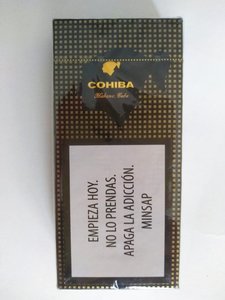 COHIBA
Habana, Cuba
EMPIEZA HOY.
NO LO PRENDAS.
APAGA LA ADICCIÓN.
MINSAP